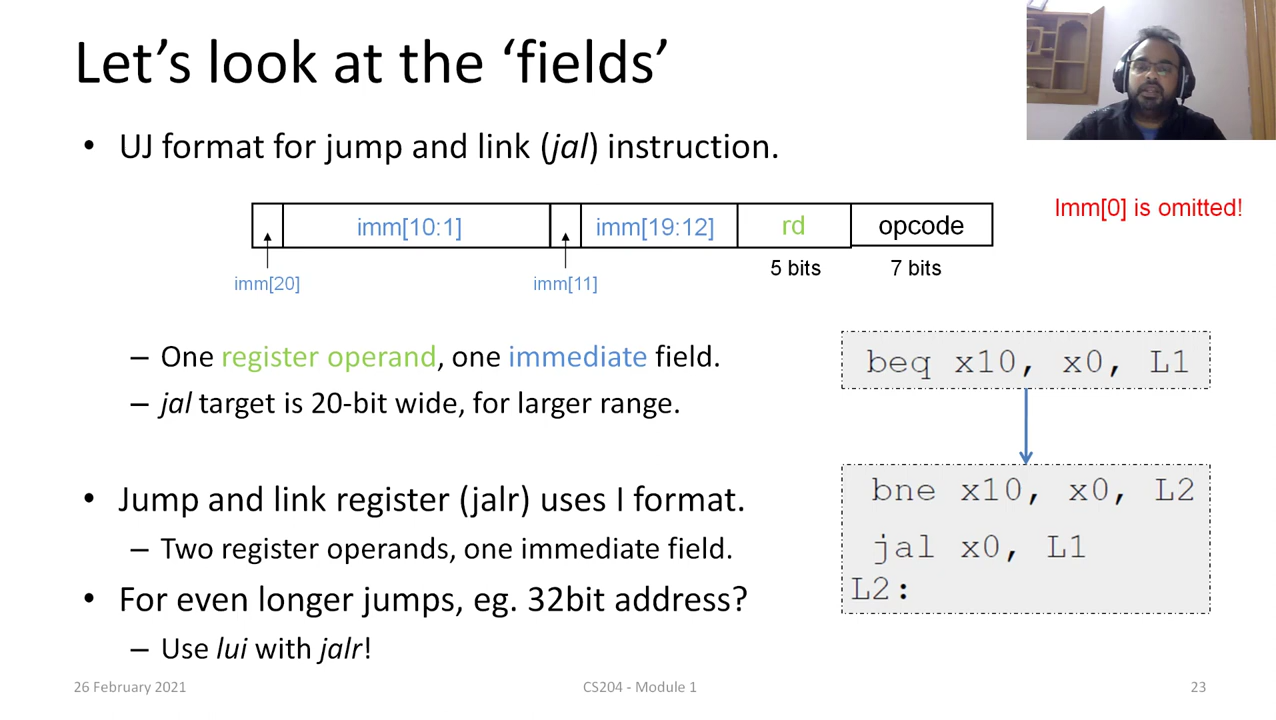 Let's look at the ‘fields’
• UJ format for jump and link (jal) instruction.
Imm[0] is omitted!
imm[10:1] imm[19:12] rd opcode
5 bits 7 bits
imm[20] imm[11]
– One register operand, one immediate field.
– jal target is 20-bit wide, for larger range.
beq x10, x0, L1
• Jump and link register (jalr) uses I format.
– Two register operands, one immediate field.
• For even longer jumps, eg. 32bit address?
– Use lui with jalr!
bne x10, x0, L2
jal x0, L1
L2:
26 February 2021
CS204 - Module 1
23